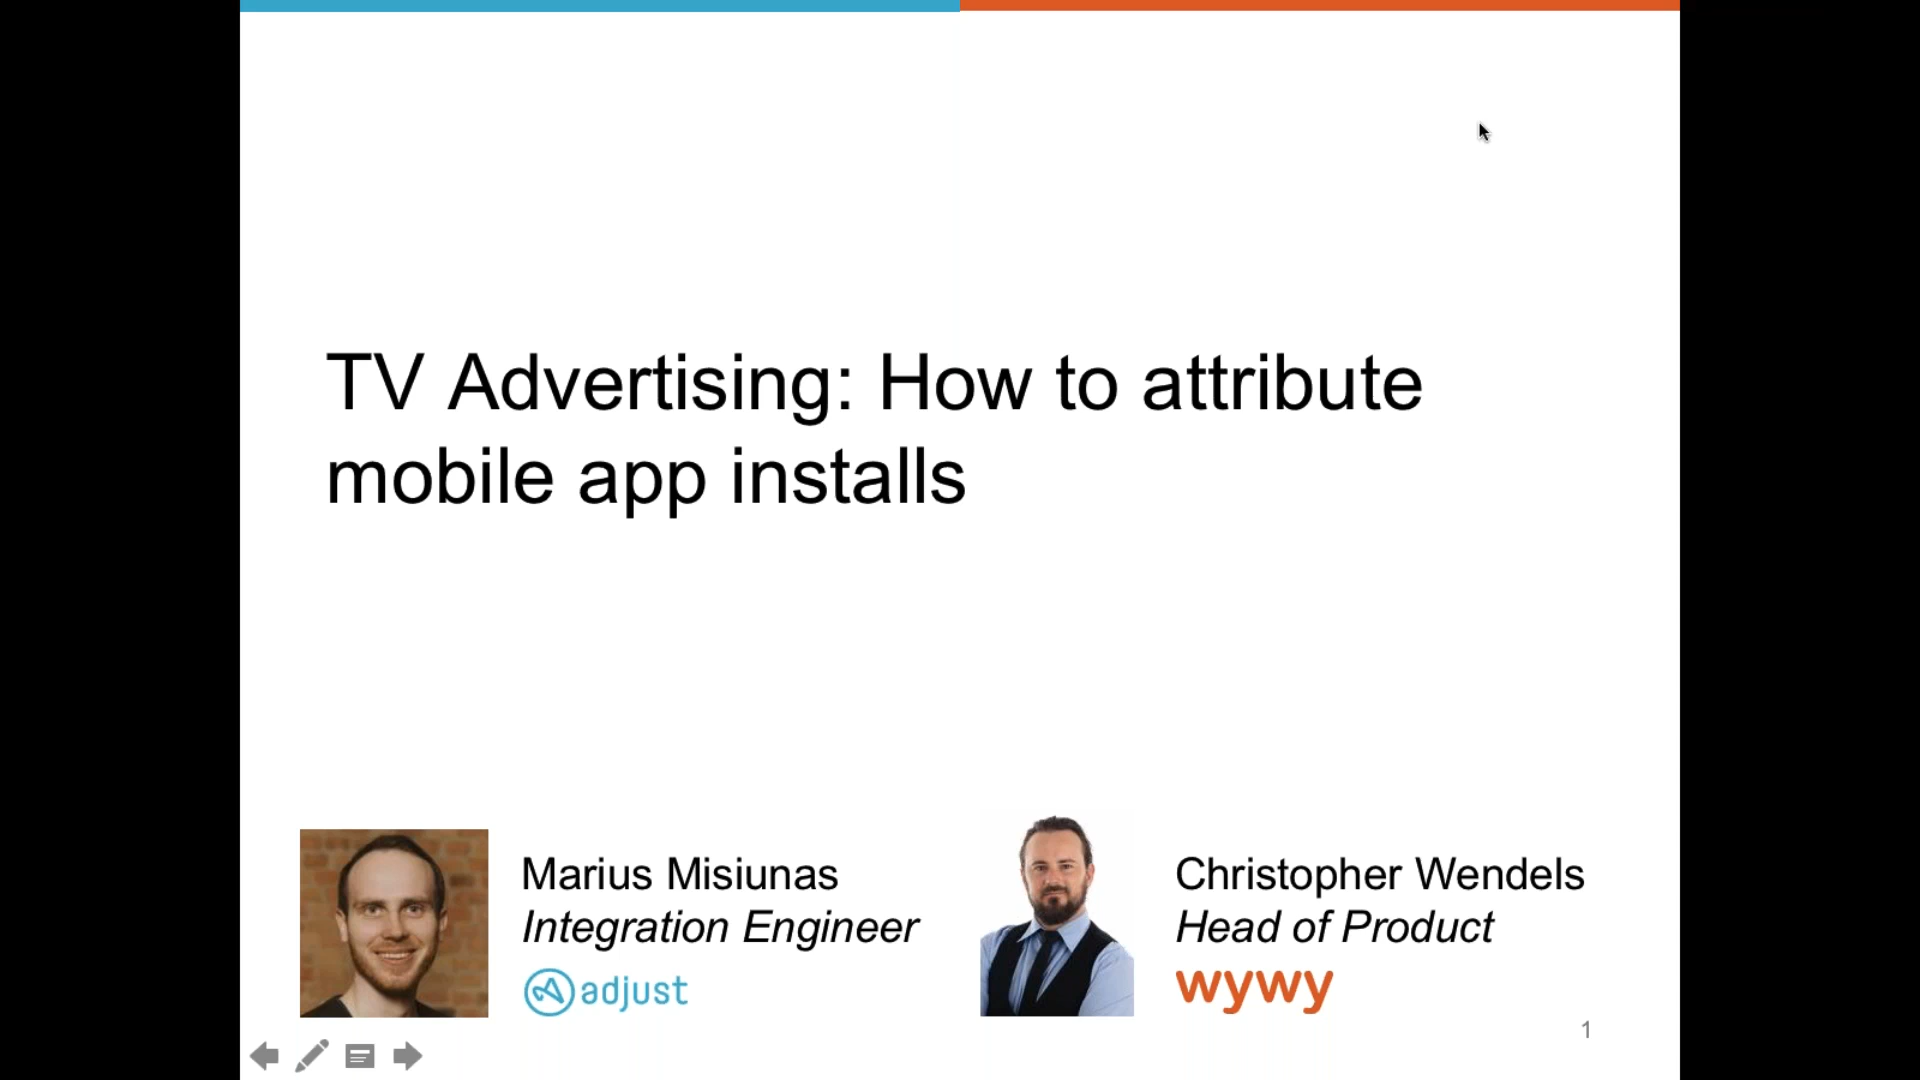 TV Advertising: How to attribute
mobile app installs
Marius Misiunas
Integration Engineer
adjust
Christopher Wendels
Head of Product
wywy
1